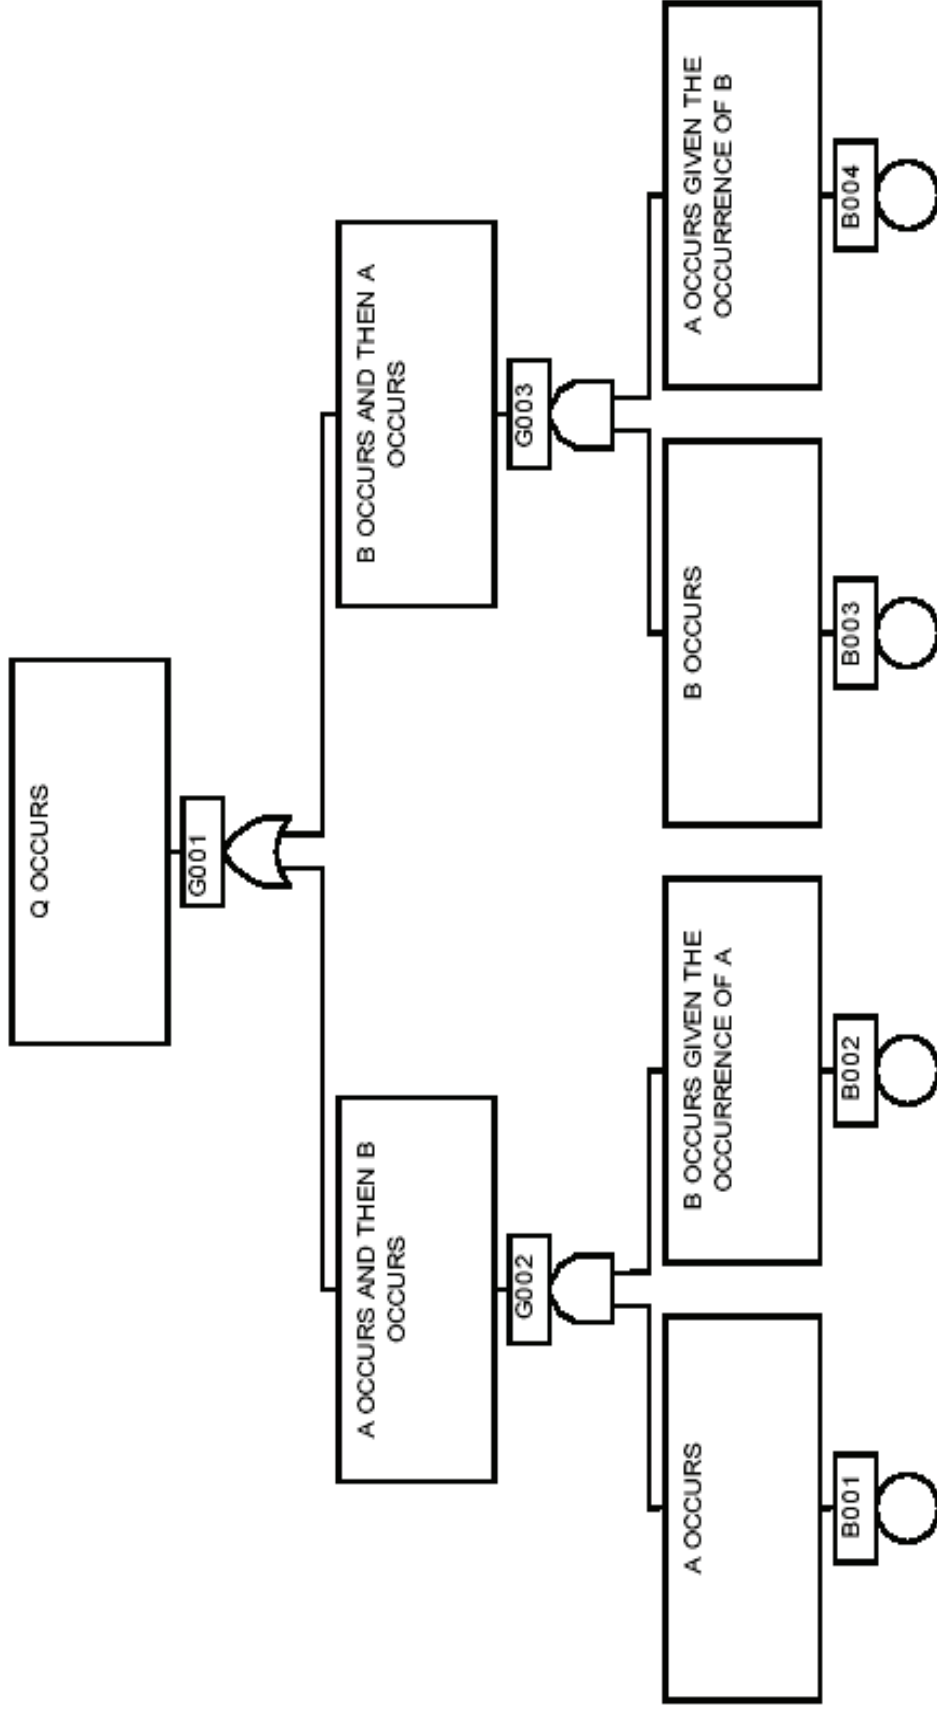 Q OCCURS
G001
A OCCURS AND THEN B
OCCURS
G002
B OCCURS AND THEN A
OCCURS
G003
A OCCURS
B001
B OCCURS GIVEN THE
OCCURRENCE OF A
B002
B OCCURS
B003
A OCCURS GIVEN THE
OCCURRENCE OF B
B004